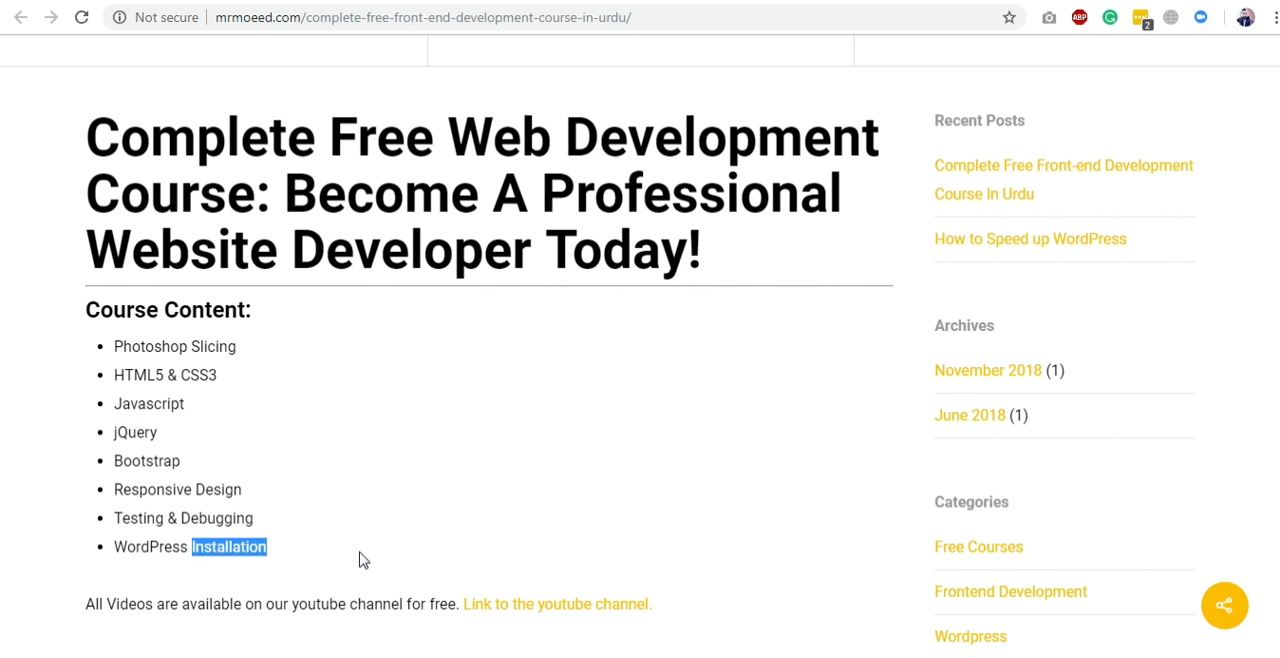 Not secure
mrmoeed.com/complete-free-front-end-development-course-in-urdu/
ABP
2
Complete Free Web Development
Course: Become A Professional
Website Developer Today!
Course Content:
Photoshop Slicing
HTML5 & CSS3
Javascript
jQuery
Bootstrap
Responsive Design
Testing & Debugging
WordPress Installation
All Videos are available on our youtube channel for free. Link to the youtube channel.
Recent Posts
Complete Free Front-end Development
Course In Urdu
How to Speed up WordPress
Archives
November 2018 (1)
June 2018 (1)
Categories
Free Courses
Frontend Development
Wordpress